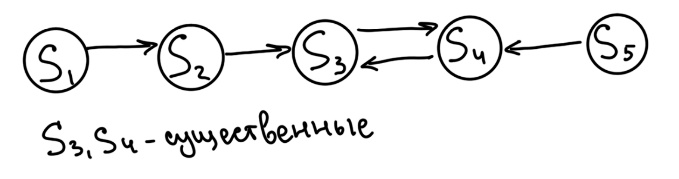 S₁ S₂ S₃ S₄ S₅
S₃, S₄ - существенные